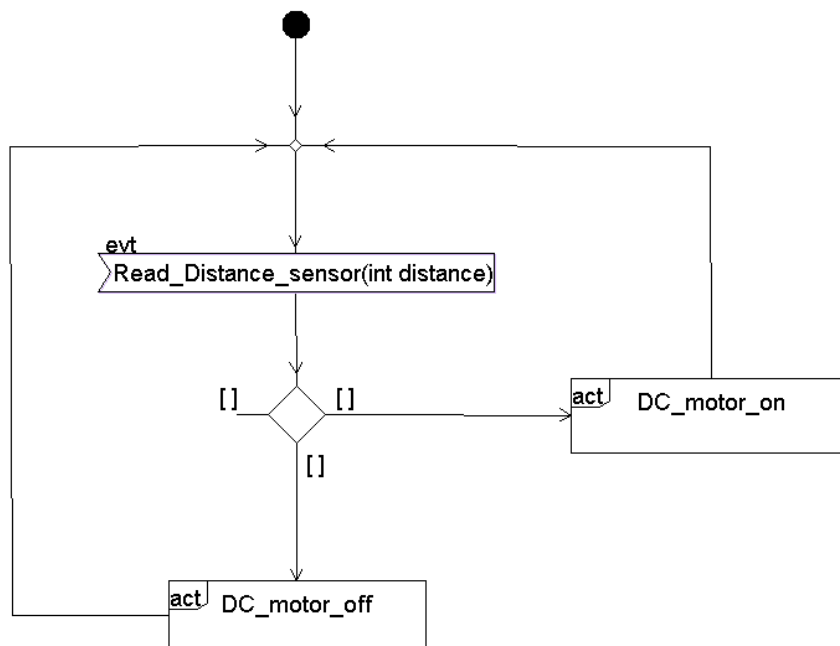 evt
Read_Distance_sensor(int distance)
[ ]
[ ]
act
DC_motor_on
[ ]
act
DC_motor_off